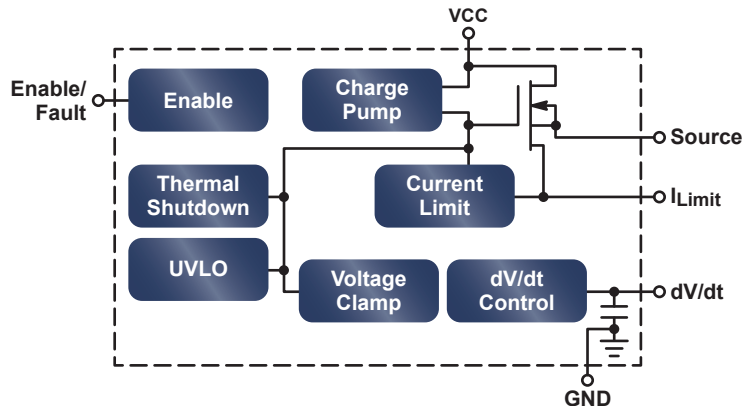 VCC
Enable/
Fault
Enable
Charge
Pump
Source
Thermal
Shutdown
Current
Limit
ILimit
UVLO
Voltage
Clamp
dV/dt
Control
dV/dt
GND